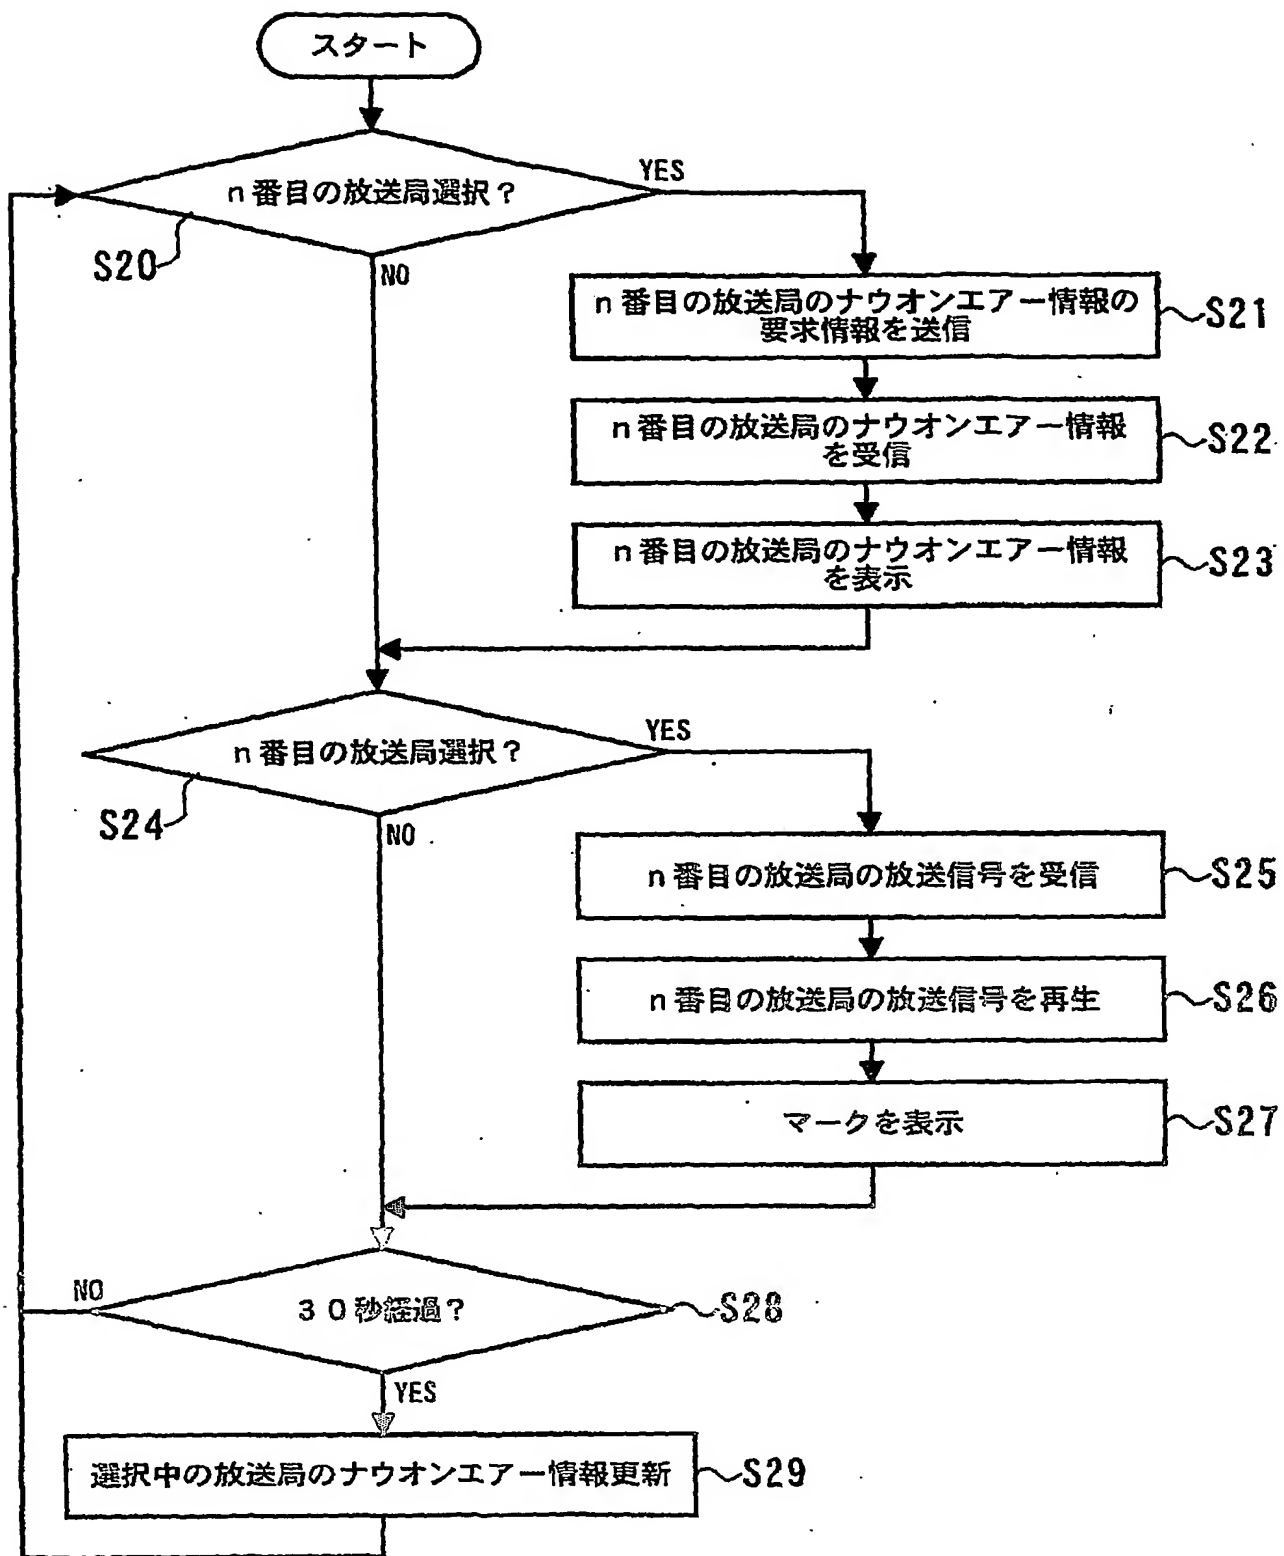 スタート
n番目の放送局選択?
YES
S20
NO
n番目の放送局のナウオンエアー情報の
要求情報を送信
S21
n番目の放送局のナウオンエアー情報
を受信
S22
n番目の放送局のナウオンエアー情報
を表示
S23
n番目の放送局選択?
YES
S24
NO
n番目の放送局の放送信号を受信
S25
n番目の放送局の放送信号を再生
S26
マークを表示
S27
NO
30秒経過?
S28
YES
選択中の放送局のナウオンエアー情報更新
S29